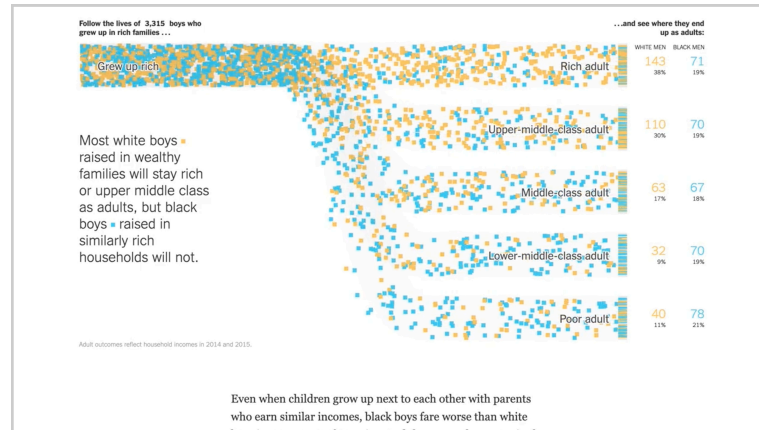 Follow the lives of 3,315 boys who
grew up in rich families . . .
. . .and see where they end
up as adults:
WHITE MEN BLACK MEN
Grew up rich
Rich adult
143 71
38% 19%
Upper-middle-class adult
110 70
30% 19%
Most white boys
raised in wealthy
families will stay rich
or upper middle class
as adults, but black
boys raised in
similarly rich
households will not.
Middle-class adult
63 67
17% 18%
Lower-middle-class adult
32 70
9% 19%
Poor adult
40 78
11% 21%
Adult outcomes reflect household incomes in 2014 and 2015.
Even when children grow up next to each other with parents
who earn similar incomes, black boys fare worse than white